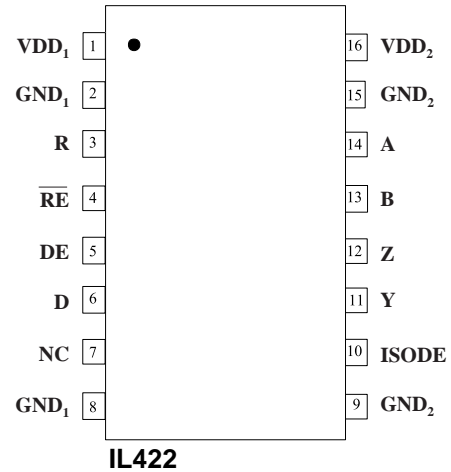 VDD₁ 1 16 VDD₂
GND₁ 2 15 GND₂
R 3 14 A
R̅E̅ 4 13 B
DE 5 12 Z
D 6 11 Y
NC 7 10 ISODE
GND₁ 8 9 GND₂
IL422